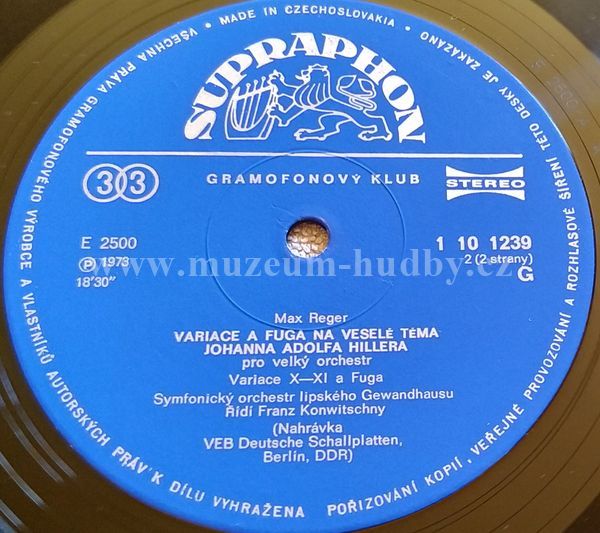 VŠECHNA PRÁVA GRAMOFONOVÉHO VÝROBCE A VLASTNÍKŮ AUTORSKÝCH PRÁV K DÍLU VYHRAŽENA
• MADE IN CZECHOSLOVAKIA •
POŘIZOVÁNÍ KOPIÍ, VEŘEJNÉ PROVOZOVÁNÍ A ROZHLASOVÉ ŠÍŘENÍ TÉTO DESKY JE ZAKÁZÁNO
SUPRAPHON
33
GRAMOFONOVÝ KLUB
STEREO
E 2500
1 10 1239
Ⓟ 1973
2 (2 strany)
18'30"
G
www.muzeum-hudby.cz
Max Reger
VARIACE A FUGA NA VESELÉ TÉMA
JOHANNA ADOLFA HILLERA
pro velký orchestr
Variace X—XI a Fuga
Symfonický orchestr lipského Gewandhausu
Řídí Franz Konwitschny
(Nahrávka
VEB Deutsche Schallplatten,
Berlín, DDR)